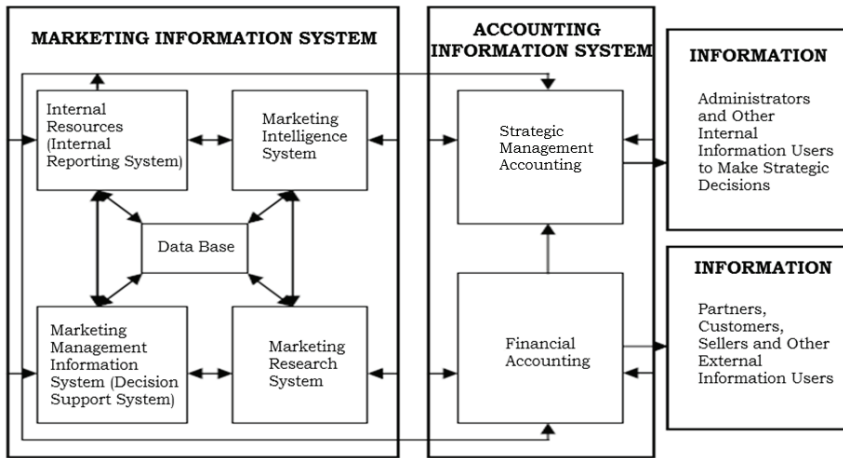 MARKETING INFORMATION SYSTEM
Internal
Resources
(Internal
Reporting System)
Marketing
Intelligence
System
Data Base
Marketing
Management
Information
System (Decision
Support System)
Marketing
Research
System
ACCOUNTING
INFORMATION SYSTEM
Strategic
Management
Accounting
Financial
Accounting
INFORMATION
Administrators
and Other
Internal
Information Users
to Make Strategic
Decisions
INFORMATION
Partners,
Customers,
Sellers and Other
External
Information Users